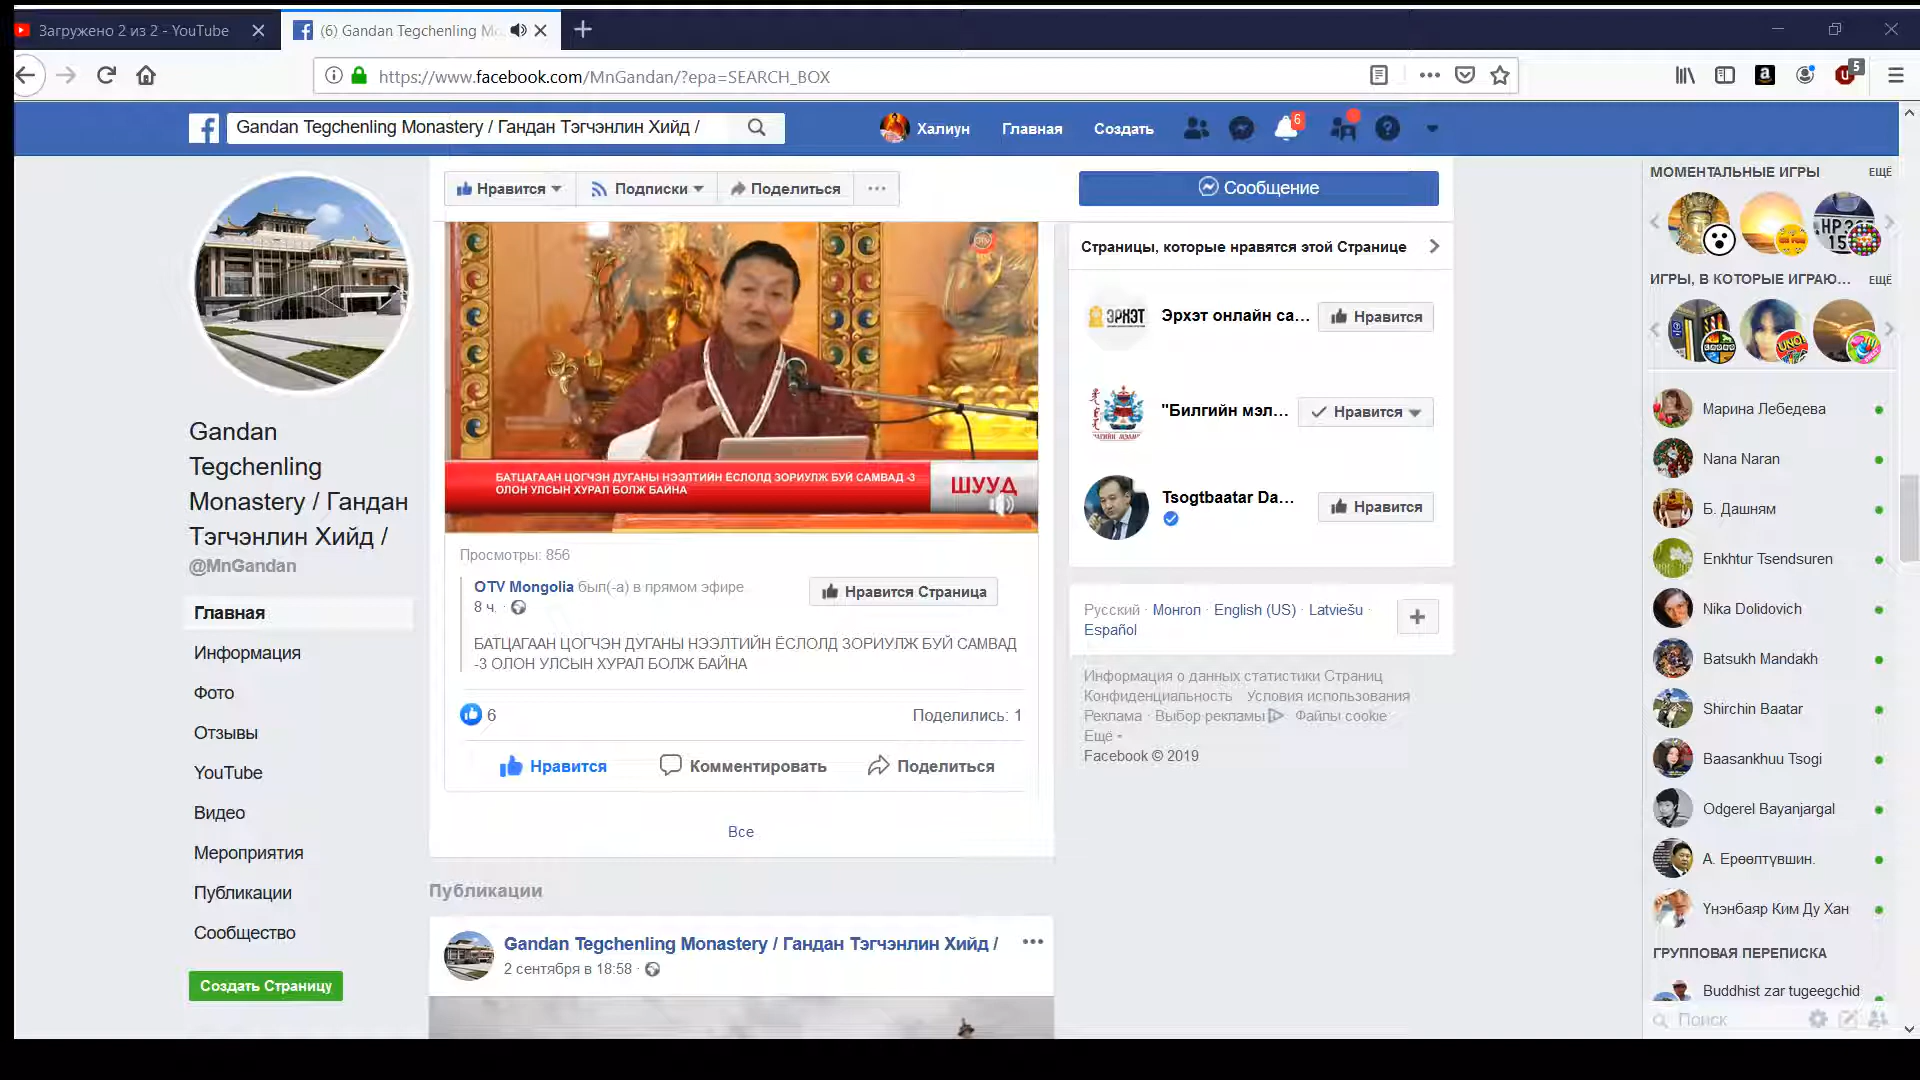 Загружено 2 из 2 - YouTube
(6) Gandan Tegchenling Mo
https://www.facebook.com/MnGandan/?epa=SEARCH_BOX
5
Gandan Tegchenling Monastery / Гандан Тэгчэнлин Хийд /
Халиун
Главная
Создать
6
Gandan
Tegchenling
Monastery / Гандан
Тэгчэнлин Хийд /
@MnGandan
Главная
Информация
Фото
Отзывы
YouTube
Видео
Мероприятия
Публикации
Сообщество
Создать Страницу
Нравится
Подписки
Поделиться
Сообщение
БАТЦАГААН ЦОГЧЭН ДУГАНЫ НЭЭЛТИЙН ЁСЛОЛД ЗОРИУЛЖ БУЙ САМВАД -3
ОЛОН УЛСЫН ХУРАЛ БОЛЖ БАЙНА
ШУУД
Просмотры: 856
OTV Mongolia был(-а) в прямом эфире
8 ч. ·
Нравится Страница
БАТЦАГААН ЦОГЧЭН ДУГАНЫ НЭЭЛТИЙН ЁСЛОЛД ЗОРИУЛЖ БУЙ САМВАД
-3 ОЛОН УЛСЫН ХУРАЛ БОЛЖ БАЙНА
6
Поделились: 1
Нравится
Комментировать
Поделиться
Все
Публикации
Gandan Tegchenling Monastery / Гандан Тэгчэнлин Хийд /
2 сентября в 18:58 ·
Страницы, которые нравятся этой Странице
ЭРХЭТ
Эрхэт онлайн са...
Нравится
"Билгийн мэл...
Нравится
Tsogtbaatar Da...
Нравится
Русский · Монгол · English (US) · Latviešu ·
Español
Информация о данных статистики Страниц
Конфиденциальность · Условия использования ·
Реклама · Выбор рекламы · Файлы cookie ·
Ещё
Facebook © 2019
МОМЕНТАЛЬНЫЕ ИГРЫ
ЕЩЁ
ИГРЫ, В КОТОРЫЕ ИГРАЮ...
ЕЩЁ
UNO!
Марина Лебедева
Nana Naran
Б. Дашням
Enkhtur Tsendsuren
Nika Dolidovich
Batsukh Mandakh
Shirchin Baatar
Baasankhuu Tsogi
Odgerel Bayanjargal
А. Ерөөлтүвшин.
Үнэнбаяр Ким Ду Хан
ГРУППОВАЯ ПЕРЕПИСКА
Buddhist zar tugeegchid
Поиск